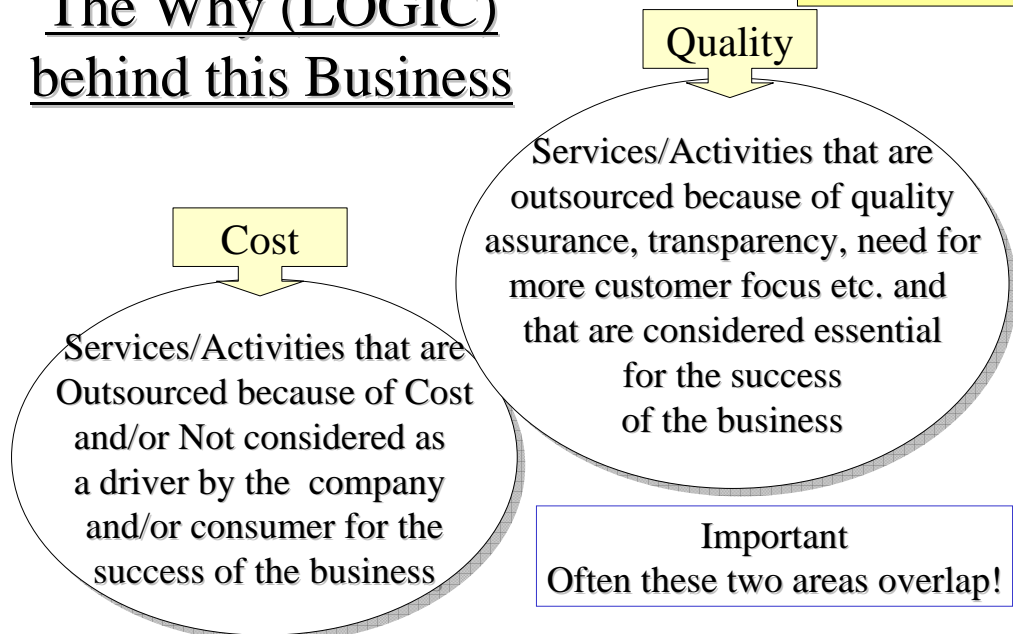 The Why (LOGIC)
behind this Business
Quality
Services/Activities that are
outsourced because of quality
assurance, transparency, need for
more customer focus etc. and
that are considered essential
for the success
of the business
Cost
Services/Activities that are
Outsourced because of Cost
and/or Not considered as
a driver by the company
and/or consumer for the
success of the business
Important
Often these two areas overlap!